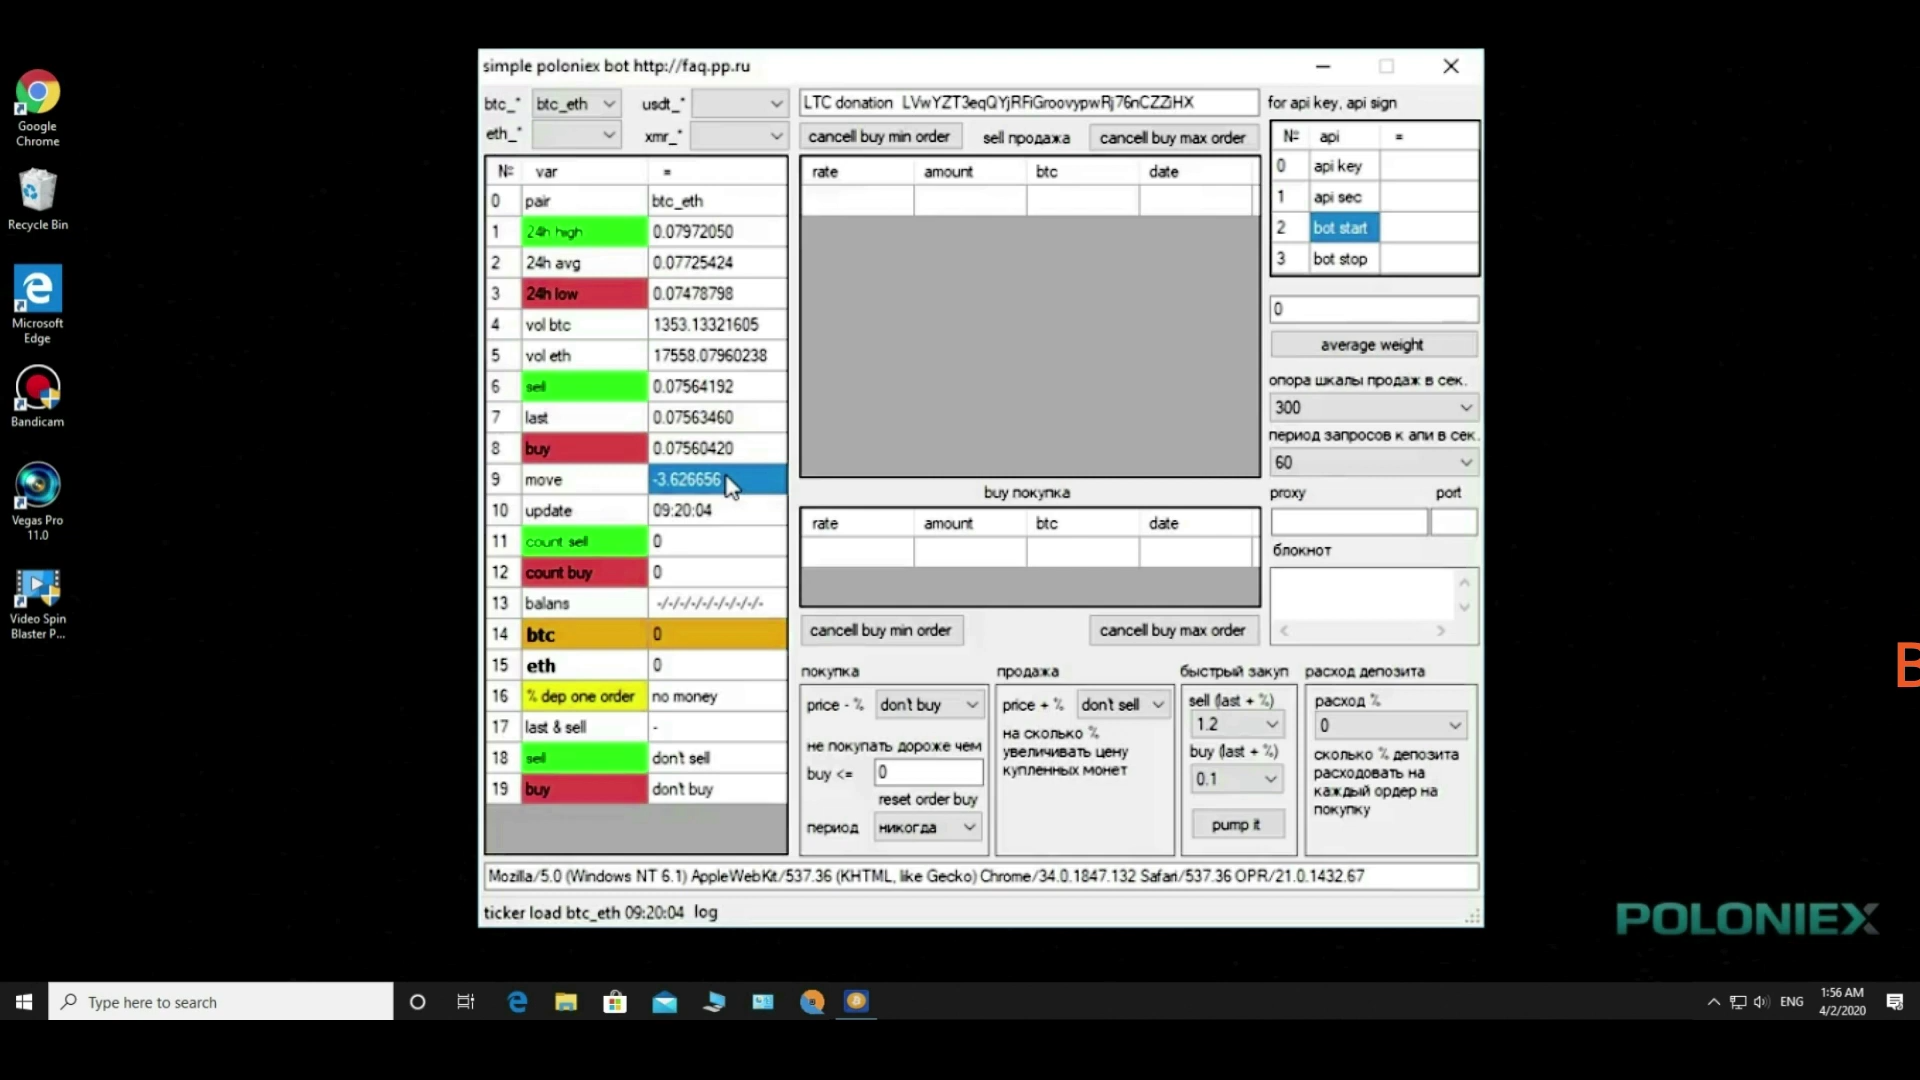 Google
Chrome
Recycle Bin
Microsoft
Edge
Bandicam
Vegas Pro
11.0
Video Spin
Blaster P...
simple poloniex bot http://faq.pp.ru
btc_* btc_eth usdt_*
eth_* xmr_*
LTC donation LVwYZT3eqQYjRFiGroovypwRj76nCZZiHX
for api key, api sign
cancell buy min order sell продажа cancell buy max order
№ var =
0 pair btc_eth
1 24h high 0.07972050
2 24h avg 0.07725424
3 24h low 0.07478798
4 vol btc 1353.13321605
5 vol eth 17558.07960238
6 sell 0.07564192
7 last 0.07563460
8 buy 0.07560420
9 move -3.626656
10 update 09:20:04
11 count sell 0
12 count buy 0
13 balans -/-/-/-/-/-/-/-/-/-
14 btc 0
15 eth 0
16 % dep one order no money
17 last & sell -
18 sell don't sell
19 buy don't buy
rate amount btc date
buy покупка
rate amount btc date
cancell buy min order cancell buy max order
№ api =
0 api key
1 api sec
2 bot start
3 bot stop
0
average weight
опора шкалы продаж в сек.
300
период запросов к апи в сек.
60
proxy port
блокнот
покупка
price - % don't buy
не покупать дороже чем
buy <= 0
reset order buy
период никогда
продажа
price + % don't sell
на сколько %
увеличивать цену
купленных монет
быстрый закуп
sell (last + %)
1.2
buy (last + %)
0.1
pump it
расход депозита
расход %
0
сколько % депозита
расходовать на
каждый ордер на
покупку
Mozilla/5.0 (Windows NT 6.1) AppleWebKit/537.36 (KHTML, like Gecko) Chrome/34.0.1847.132 Safari/537.36 OPR/21.0.1432.67
ticker load btc_eth 09:20:04 log
POLONIEX
Type here to search
ENG
1:56 AM
4/2/2020